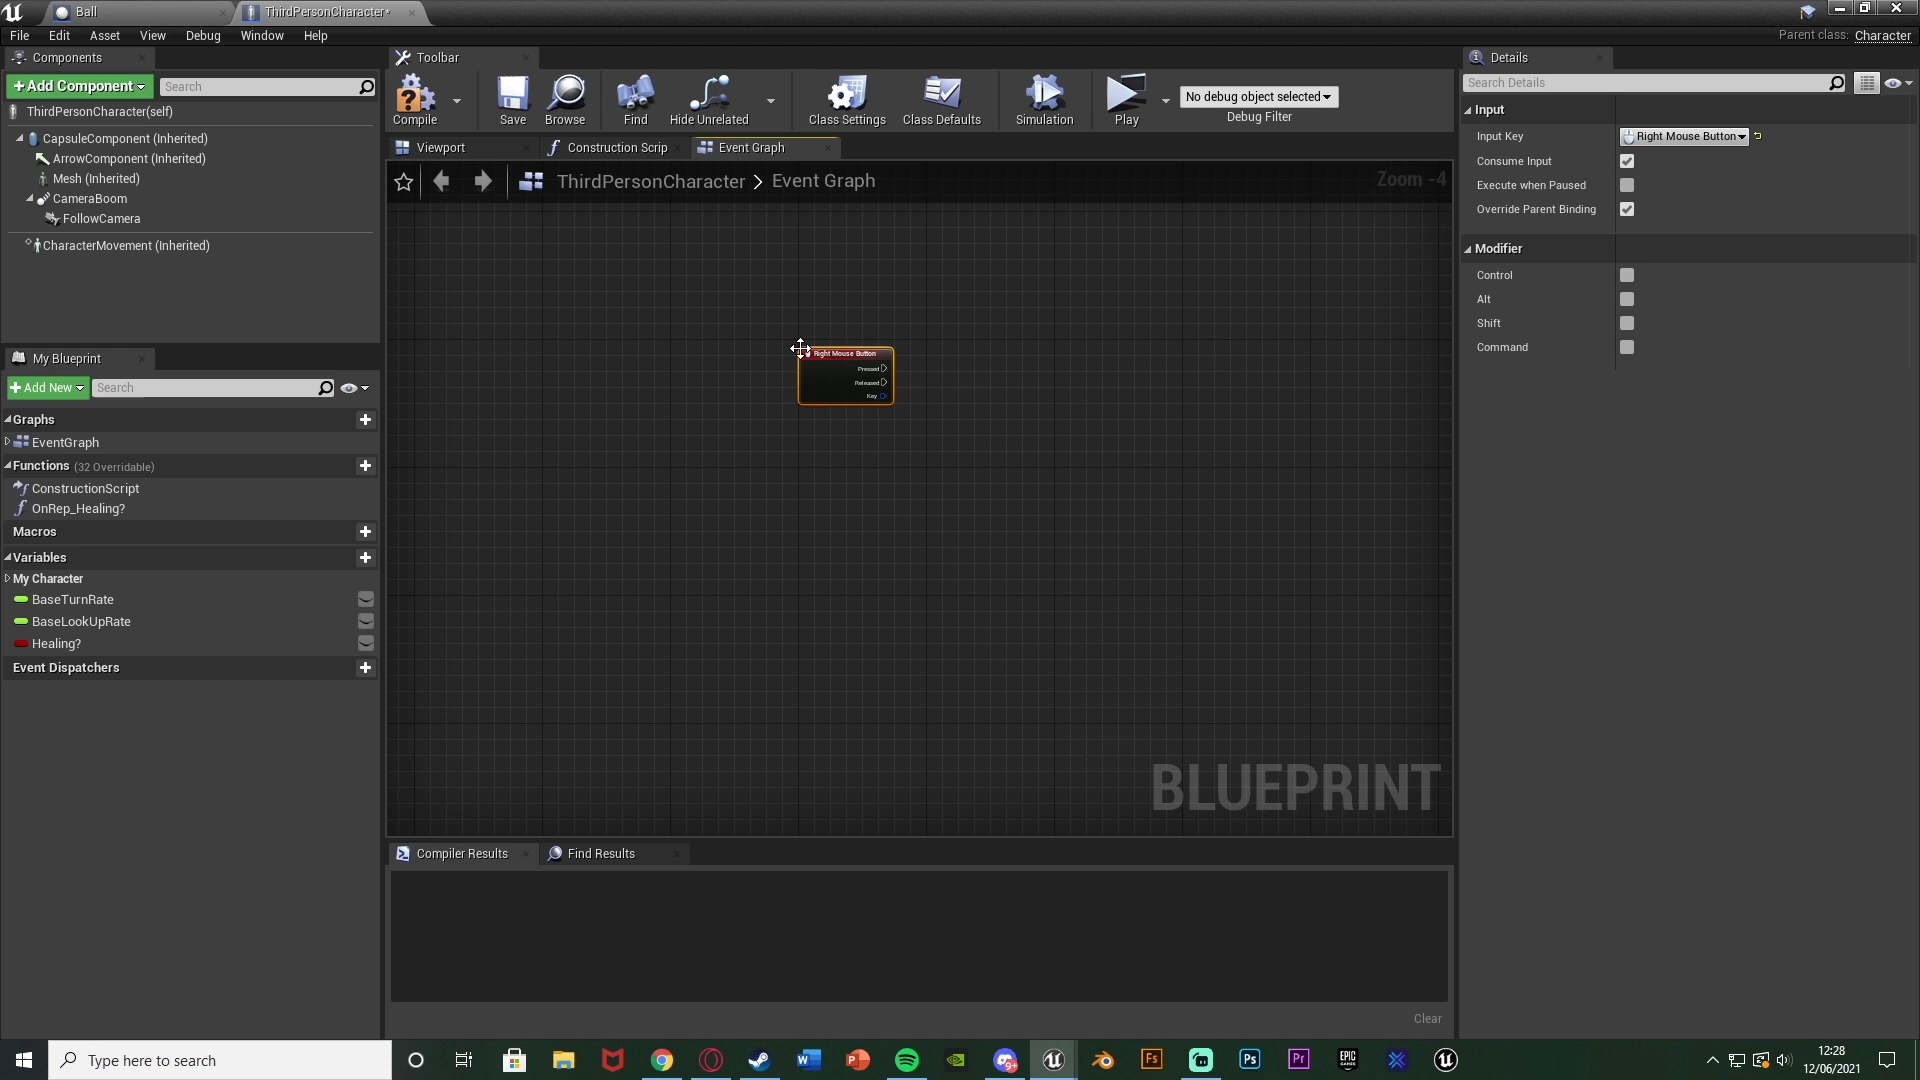 Ball
ThirdPersonCharacter*
File Edit Asset View Debug Window Help
Parent class: Character
Components
Toolbar
Details
+ Add Component
Search
Search Details
ThirdPersonCharacter(self)
CapsuleComponent (Inherited)
ArrowComponent (Inherited)
Mesh (Inherited)
CameraBoom
FollowCamera
CharacterMovement (Inherited)
Compile
Save
Browse
Find
Hide Unrelated
Class Settings
Class Defaults
Simulation
Play
No debug object selected
Debug Filter
Viewport
Construction Scrip
Event Graph
ThirdPersonCharacter > Event Graph
Zoom -4
Right Mouse Button
Pressed
Released
Key
BLUEPRINT
Input
Input Key
Right Mouse Button
Consume Input
Execute when Paused
Override Parent Binding
Modifier
Control
Alt
Shift
Command
My Blueprint
+ Add New
Search
Graphs
EventGraph
Functions (32 Overridable)
ConstructionScript
OnRep_Healing?
Macros
Variables
My Character
BaseTurnRate
BaseLookUpRate
Healing?
Event Dispatchers
Compiler Results
Find Results
Clear
Type here to search
9+
Fs
Ps
Pr
EPIC
GAMES
12:28
12/06/2021